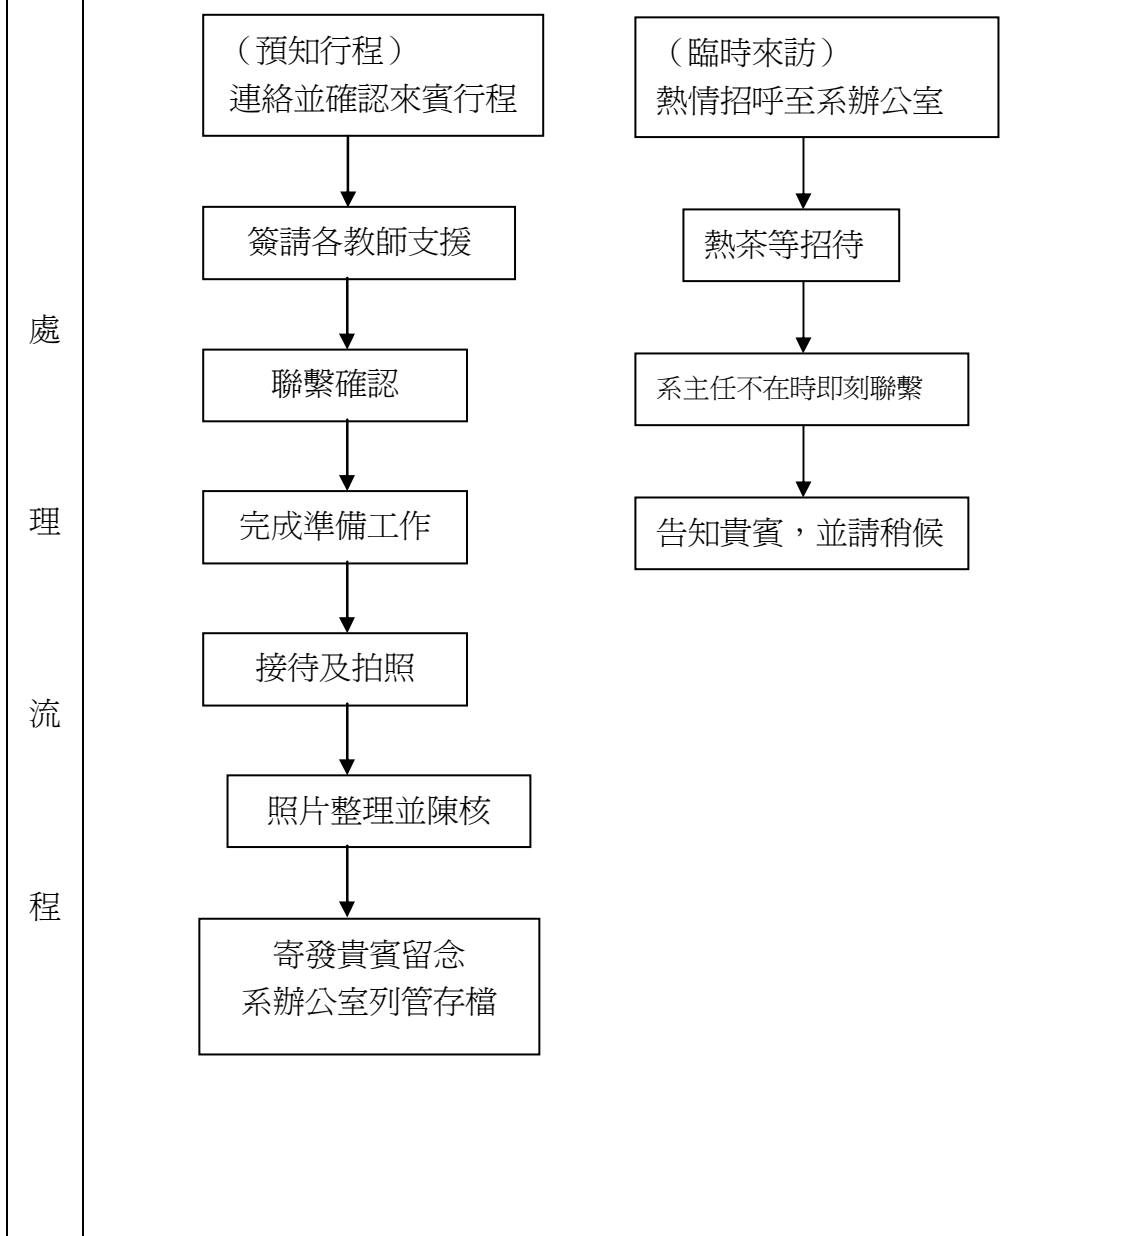 處
理
流
程
（預知行程）
連絡並確認來賓行程
簽請各教師支援
聯繫確認
完成準備工作
接待及拍照
照片整理並陳核
寄發貴賓留念
系辦公室列管存檔
（臨時來訪）
熱情招呼至系辦公室
熱茶等招待
系主任不在時即刻聯繫
告知貴賓，並請稍候